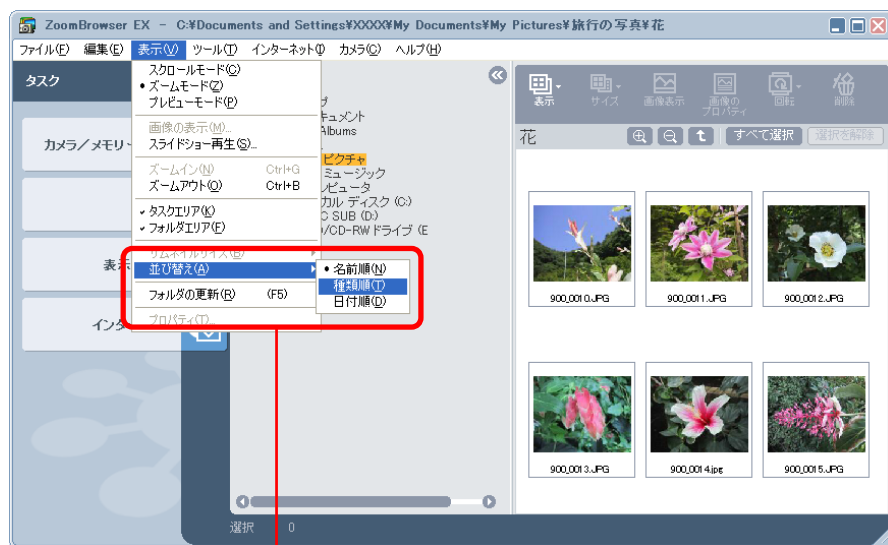 ZoomBrowser EX - C:¥Documents and Settings¥XXXX¥My Documents¥My Pictures¥旅行の写真¥花
ファイル(F) 編集(E) 表示(V) ツール(T) インターネット(I) カメラ(C) ヘルプ(H)
タスク
カメラ/メモリ
表示
インタ
スクロールモード(C)
• ズームモード(Z)
プレビューモード(P)
画像の表示(M)...
スライドショー再生(S)...
ズームイン(N) Ctrl+G
ズームアウト(O) Ctrl+B
✓ タスクエリア(K)
✓ フォルダエリア(F)
サムネイルサイズ(B)
並び替え(A)
フォルダの更新(R) (F5)
プロパティ(T)...
• 名前順(N)
種類順(T)
日付順(D)
Albums
ピクチャ
ミュージック
ピュータ
カル ディスク (C:)
C SUB (D:)
/CD-RW ドライブ (E
表示 サイズ 画像表示 画像のプロパティ 回転 削除
花 すべて選択 選択を解除
900_0010.JPG 900_0011.JPG 900_0012.JPG
900_0013.JPG 900_0014.jpg 900_0015.JPG
選択 0